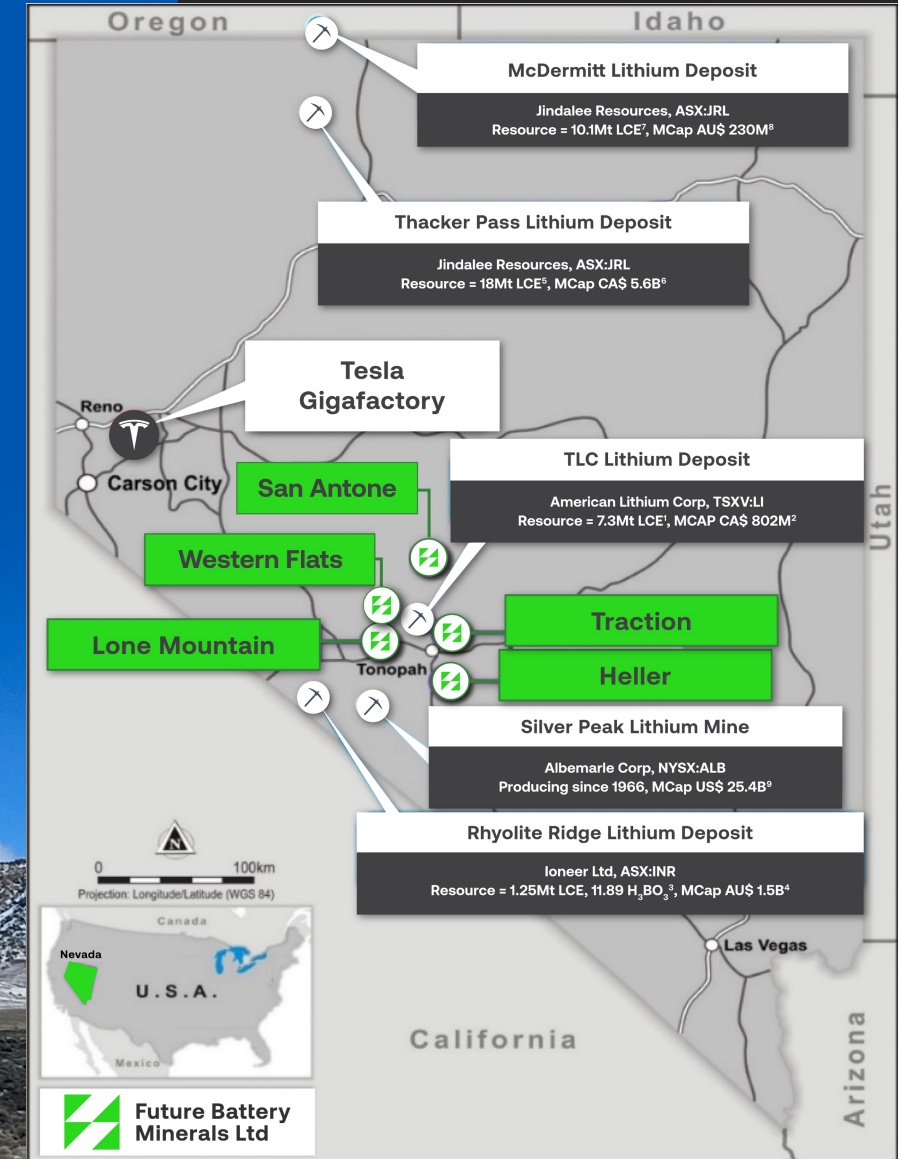 Oregon
Idaho
McDermitt Lithium Deposit
Jindalee Resources, ASX:JRL
Resource = 10.1Mt LCE⁷, MCap AU$ 230M⁸
Thacker Pass Lithium Deposit
Jindalee Resources, ASX:JRL
Resource = 18Mt LCE⁵, MCap CA$ 5.6B⁶
Tesla
Gigafactory
Reno
Carson City
San Antone
TLC Lithium Deposit
American Lithium Corp, TSXV:LI
Resource = 7.3Mt LCE¹, MCAP CA$ 802M²
Utah
Western Flats
Lone Mountain
Traction
Tonopah
Heller
Silver Peak Lithium Mine
Albemarle Corp, NYSX:ALB
Producing since 1966, MCap US$ 25.4B⁹
Rhyolite Ridge Lithium Deposit
Ioneer Ltd, ASX:INR
Resource = 1.25Mt LCE, 11.89 H₃BO₃³, MCap AU$ 1.5B⁴
N
0 100km
Projection: Longitude/Latitude (WGS 84)
Canada
Nevada
U.S.A.
Mexico
Las Vegas
California
Arizona
Future Battery
Minerals Ltd